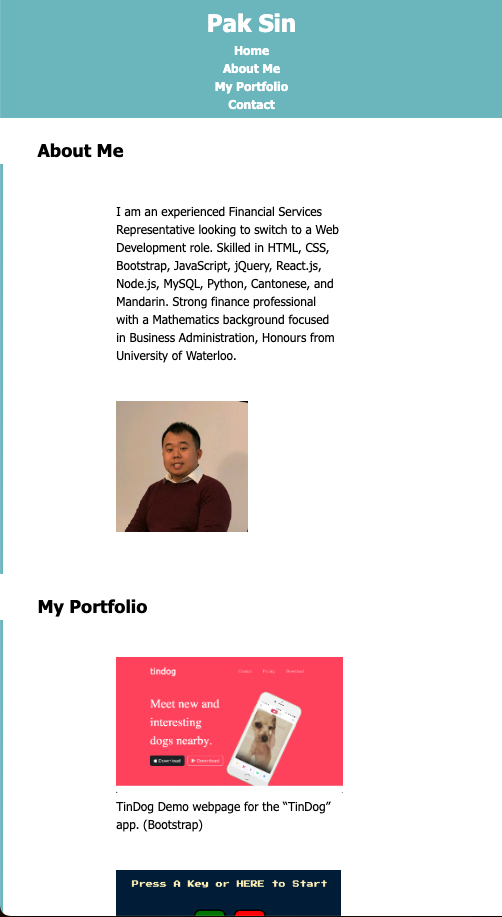 Pak Sin
Home
About Me
My Portfolio
Contact
About Me
I am an experienced Financial Services
Representative looking to switch to a Web
Development role. Skilled in HTML, CSS,
Bootstrap, JavaScript, jQuery, React.js,
Node.js, MySQL, Python, Cantonese, and
Mandarin. Strong finance professional
with a Mathematics background focused
in Business Administration, Honours from
University of Waterloo.
My Portfolio
tindog
Meet new and
interesting
dogs nearby.
Download Download
TinDog Demo webpage for the “TinDog”
app. (Bootstrap)
Press A Key or HERE to Start